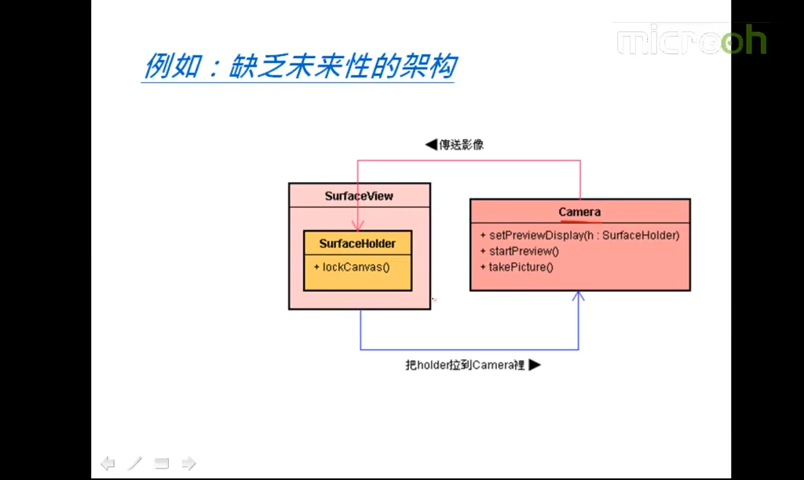 microoh
例如：缺乏未来性的架构
◀傳送影像
SurfaceView
SurfaceHolder
+ lockCanvas()
Camera
+ setPreviewDisplay(h : SurfaceHolder)
+ startPreview()
+ takePicture()
把holder拉到Camera裡 ▶